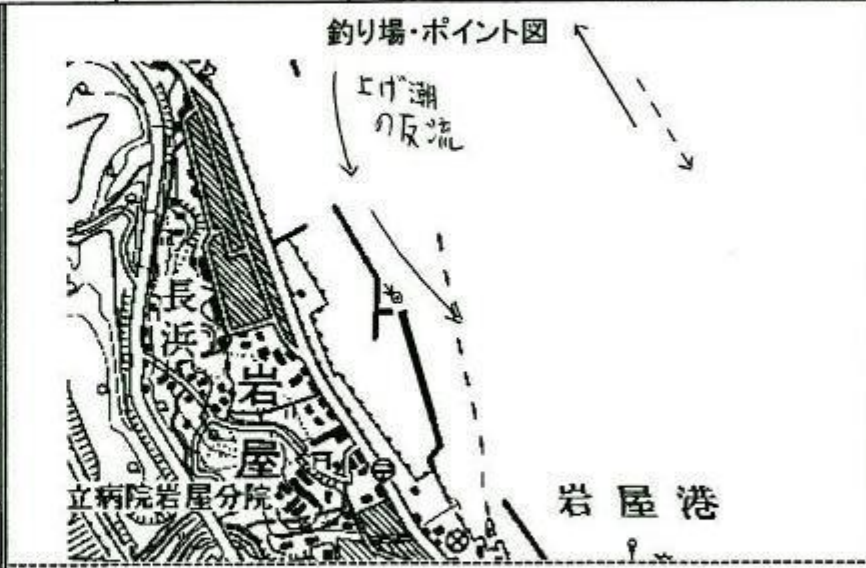 釣り場・ポイント図
上げ潮
の反流
長浜
岩屋
立病院岩屋分院
岩屋港